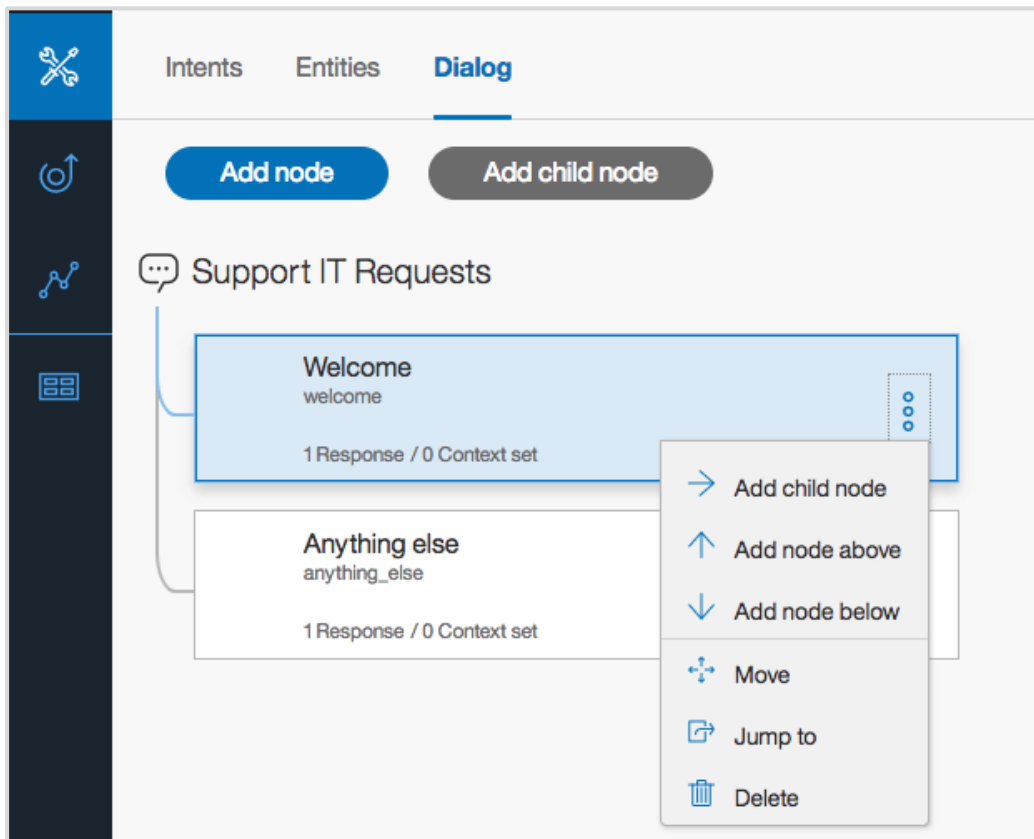 Intents Entities Dialog
Add node Add child node
Support IT Requests
Welcome
welcome
1 Response / 0 Context set
Add child node
Add node above
Add node below
Move
Jump to
Delete
Anything else
anything_else
1 Response / 0 Context set